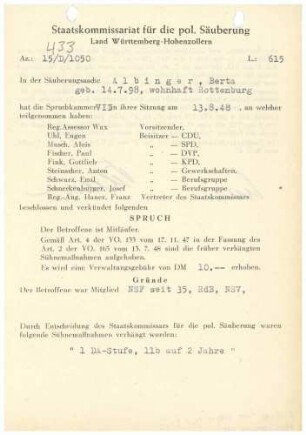 Staatskommissariat für die pol. Säuberung
Land Württemberg-Hohenzollern
433
Az.: 15/D/1050 L.: 615
In der Säuberungssache Albinger, Berta
geb. 14.7.98, wohnhaft Rottenburg
hat die Spruchkammer VII in ihrer Sitzung am 13.8.48, an welcher
teilgenommen haben:
Reg.Assessor Wax Vorsitzender,
Uhl, Eugen Beisitzer — CDU,
Musch, Alois „ — SPD,
Fischer, Paul „ — DVP,
Fink, Gottlieb „ — KPD,
Steinacher, Anton „ — Gewerkschaften,
Schwarz, Emil „ — Berufsgruppe
Schneckenburger, Josef „ — Berufsgruppe
Reg.-Ang. Hauer, Franz Vertreter des Staatskommissars
beschlossen und verkündet folgenden
SPRUCH
Der Betroffene ist Mitläufer.
Gemäß Art. 4 der VO. 133 vom 17. 11. 47 in der Fassung des
Art. 2 der VO. 165 vom 15. 7. 48 sind die früher verhängten
Sühnemaßnahmen aufgehoben.
Es wird eine Verwaltungsgebühr von DM 10.-- erhoben.
Gründe
Der Betroffene war Mitglied NSF seit 35, RdB, NSV,
Durch Entscheidung des Staatskommissars für die pol. Säuberung waren
folgende Sühnemaßnahmen verhängt worden:
" 1 DA-Stufe, 11b auf 2 Jahre "